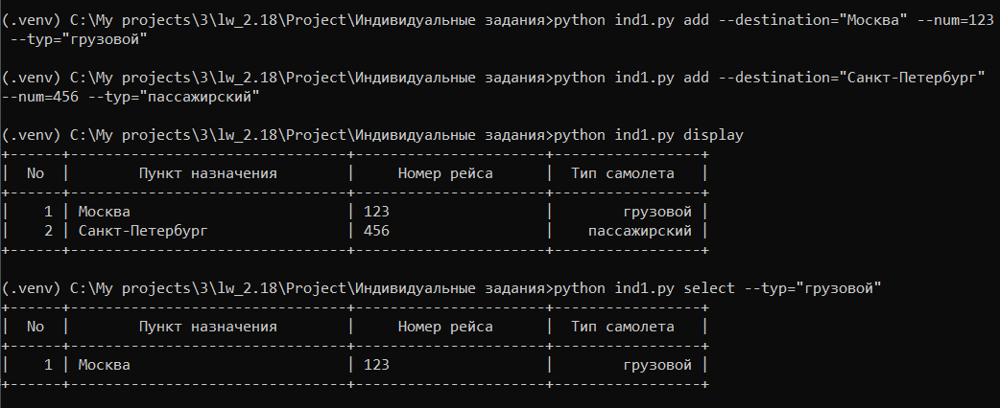 (.venv) C:\My projects\3\lw_2.18\Project\Индивидуальные задания>python ind1.py add --destination="Москва" --num=123
 --typ="грузовой"
(.venv) C:\My projects\3\lw_2.18\Project\Индивидуальные задания>python ind1.py add --destination="Санкт-Петербург"
--num=456 --typ="пассажирский"
(.venv) C:\My projects\3\lw_2.18\Project\Индивидуальные задания>python ind1.py display
+------+--------------------------------+----------------------+-----------------+
|  No  |        Пункт назначения        |     Номер рейса      |  Тип самолета   |
+------+--------------------------------+----------------------+-----------------+
|    1 | Москва                         | 123                  |        грузовой |
|    2 | Санкт-Петербург                | 456                  |    пассажирский |
+------+--------------------------------+----------------------+-----------------+
(.venv) C:\My projects\3\lw_2.18\Project\Индивидуальные задания>python ind1.py select --typ="грузовой"
+------+--------------------------------+----------------------+-----------------+
|  No  |        Пункт назначения        |     Номер рейса      |  Тип самолета   |
+------+--------------------------------+----------------------+-----------------+
|    1 | Москва                         | 123                  |        грузовой |
+------+--------------------------------+----------------------+-----------------+